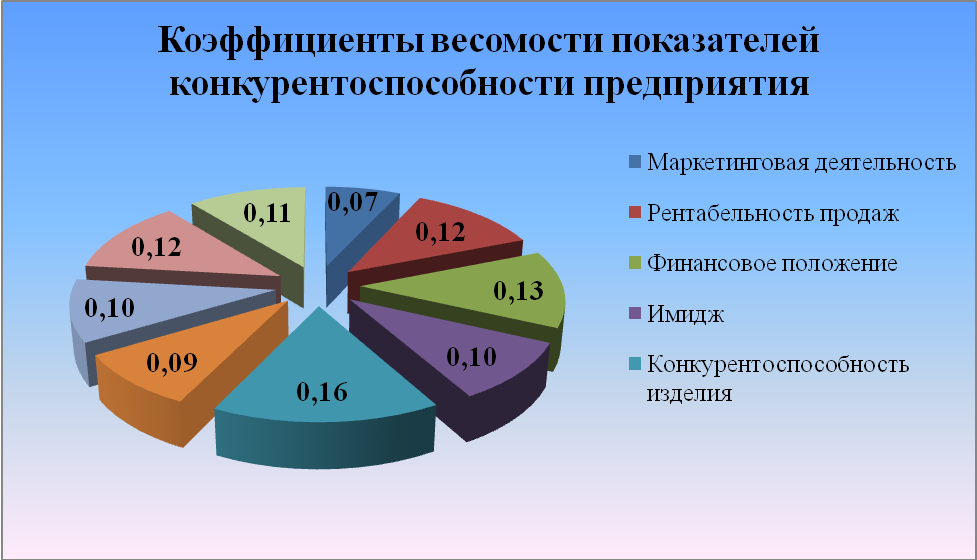 Коэффициенты весомости показателей
конкурентоспособности предприятия
0,07
0,12
0,13
0,10
0,16
0,09
0,10
0,12
0,11
Маркетинговая деятельность
Рентабельность продаж
Финансовое положение
Имидж
Конкурентоспособность
изделия